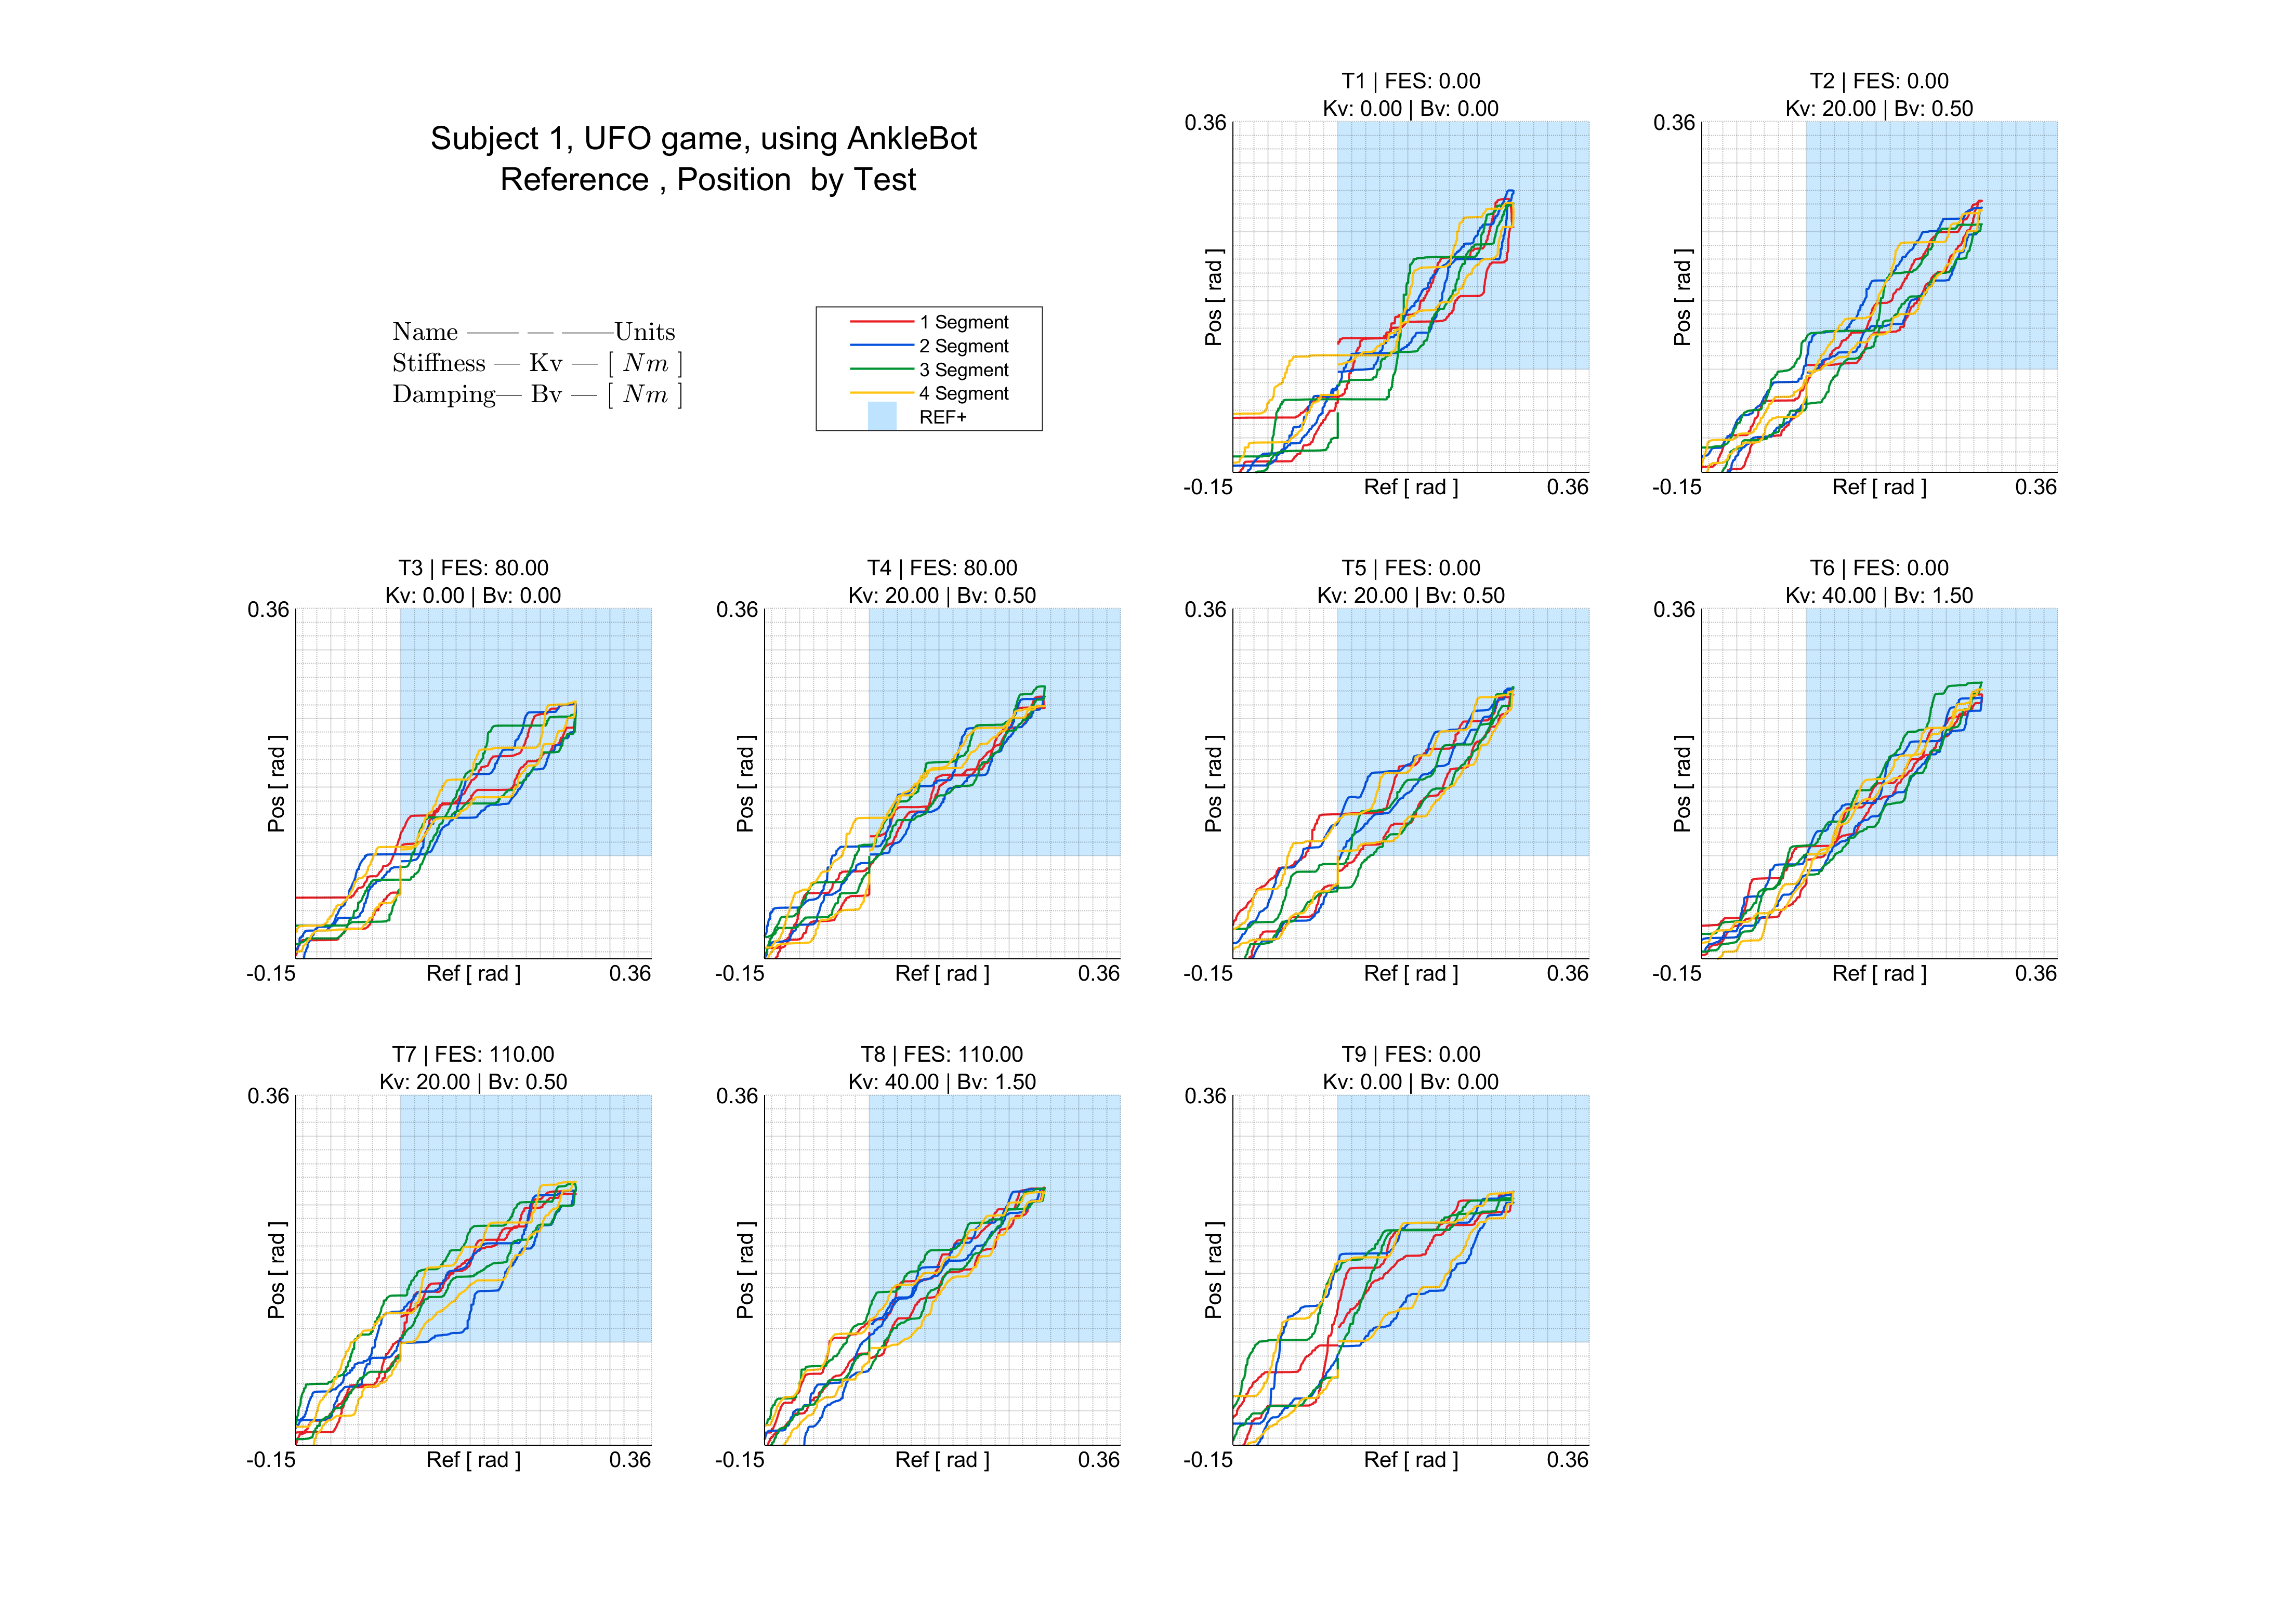 Subject 1, UFO game, using AnkleBot
Reference , Position  by Test
Name —— — ——Units
Stiffness — Kv — [ Nm ]
Damping— Bv — [ Nm ]
1 Segment
2 Segment
3 Segment
4 Segment
REF+
T1 | FES: 0.00
Kv: 0.00 | Bv: 0.00
0.36
Pos [ rad ]
-0.15
Ref [ rad ]
0.36
T2 | FES: 0.00
Kv: 20.00 | Bv: 0.50
0.36
Pos [ rad ]
-0.15
Ref [ rad ]
0.36
T3 | FES: 80.00
Kv: 0.00 | Bv: 0.00
0.36
Pos [ rad ]
-0.15
Ref [ rad ]
0.36
T4 | FES: 80.00
Kv: 20.00 | Bv: 0.50
0.36
Pos [ rad ]
-0.15
Ref [ rad ]
0.36
T5 | FES: 0.00
Kv: 20.00 | Bv: 0.50
0.36
Pos [ rad ]
-0.15
Ref [ rad ]
0.36
T6 | FES: 0.00
Kv: 40.00 | Bv: 1.50
0.36
Pos [ rad ]
-0.15
Ref [ rad ]
0.36
T7 | FES: 110.00
Kv: 20.00 | Bv: 0.50
0.36
Pos [ rad ]
-0.15
Ref [ rad ]
0.36
T8 | FES: 110.00
Kv: 40.00 | Bv: 1.50
0.36
Pos [ rad ]
-0.15
Ref [ rad ]
0.36
T9 | FES: 0.00
Kv: 0.00 | Bv: 0.00
0.36
Pos [ rad ]
-0.15
Ref [ rad ]
0.36